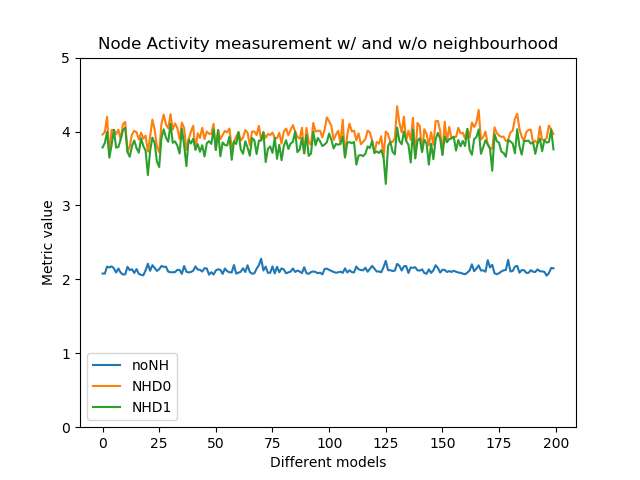 Node Activity measurement w/ and w/o neighbourhood
5
4
3
2
1
0
Metric value
noNH
NHD0
NHD1
0 25 50 75 100 125 150 175 200
Different models